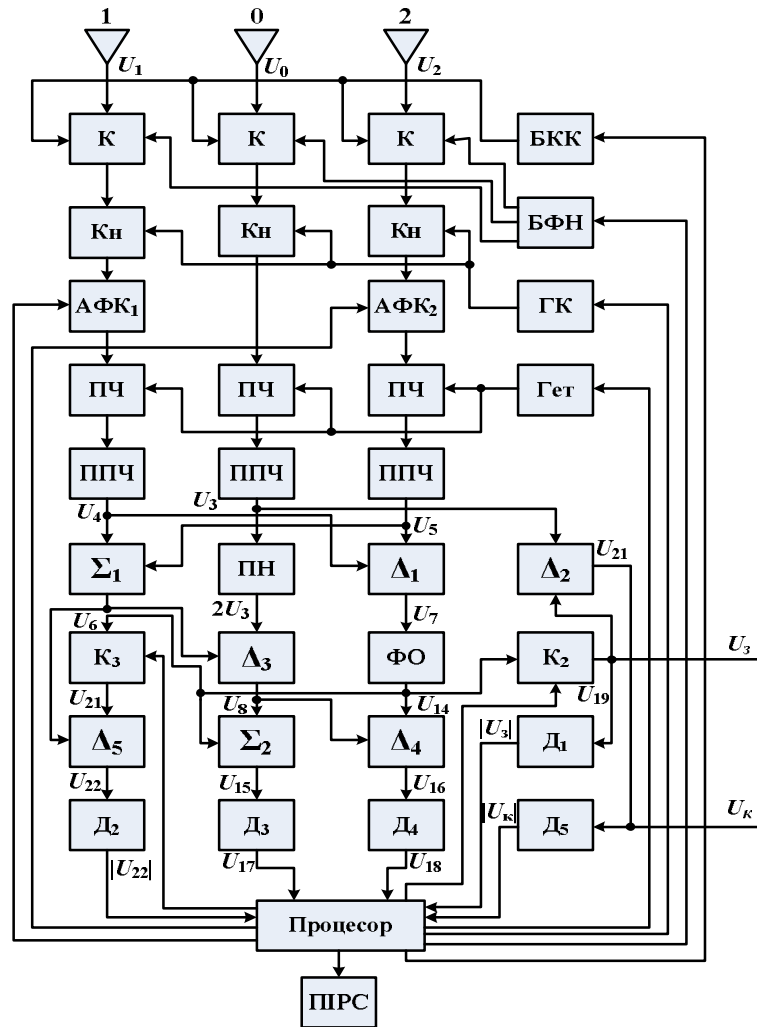 1 0 2
U₁ U₀ U₂
К К К БКК
Кн Кн Кн БФН
АФК₁ АФК₂ ГК
ПЧ ПЧ ПЧ Гет
ППЧ ППЧ ППЧ
U₄ U₃ U₅
Σ₁ ПН Δ₁ Δ₂ U₂₁
U₆ 2U₃ U₇
К₃ Δ₃ ФО К₂ U₃
U₂₁ U₈ U₁₄ U₁₉
Δ₅ Σ₂ Δ₄ |U₃| Д₁
U₂₂ U₁₅ U₁₆ |Uк| Uк
Д₂ Д₃ Д₄ Д₅
|U₂₂| U₁₇ U₁₈
Процесор
ПІРС